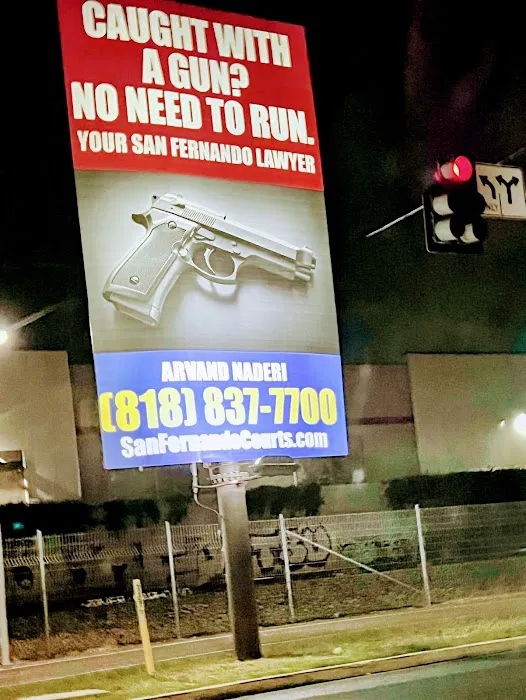 CAUGHT WITH
A GUN?
NO NEED TO RUN.
YOUR SAN FERNANDO LAWYER
ARVAND NADERI
(818) 837-7700
SanFernandoCourts.com